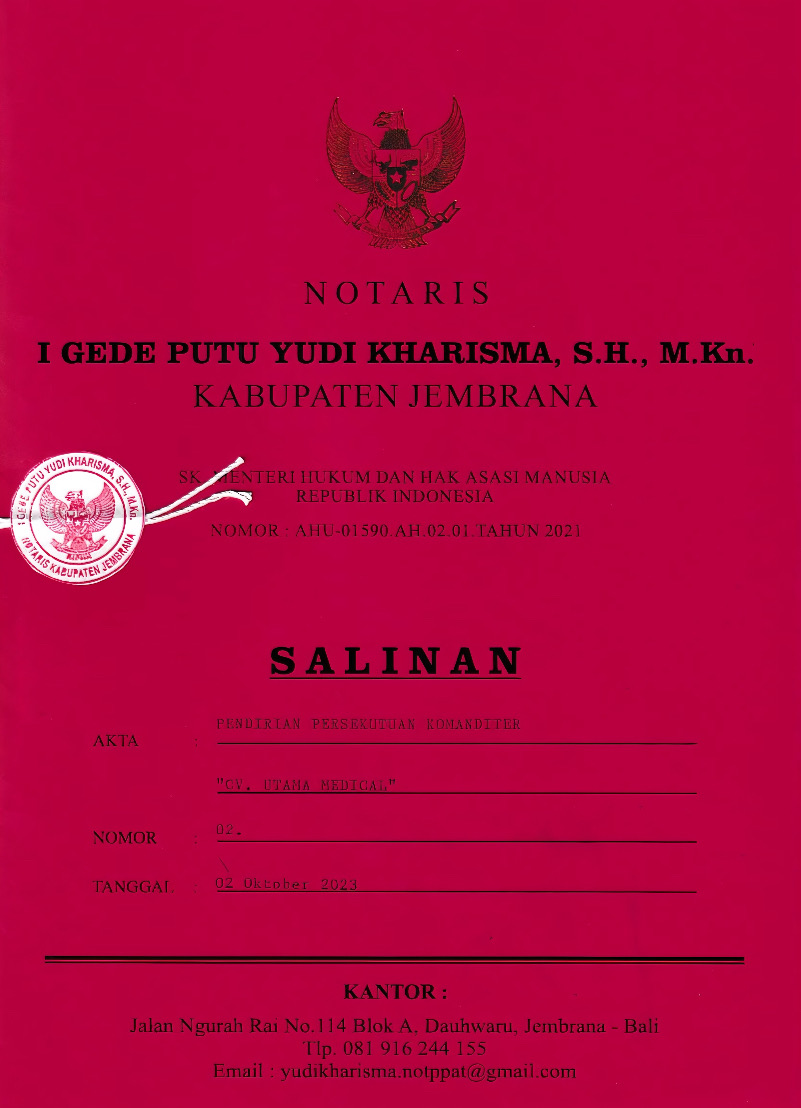 NOTARIS
I GEDE PUTU YUDI KHARISMA, S.H., M.Kn.
KABUPATEN JEMBRANA
SK. MENTERI HUKUM DAN HAK ASASI MANUSIA
REPUBLIK INDONESIA
NOMOR : AHU-01590.AH.02.01.TAHUN 2021
I GEDE PUTU YUDI KHARISMA, S.H., M.Kn.
NOTARIS KABUPATEN JEMBRANA
SALINAN
PENDIRIAN PERSEKUTUAN KOMANDITER
AKTA :
"CV. UTAMA MEDICAL"
NOMOR : 02.
TANGGAL : 02 Oktober 2023
KANTOR :
Jalan Ngurah Rai No.114 Blok A, Dauhwaru, Jembrana - Bali
Tlp. 081 916 244 155
Email : yudikharisma.notppat@gmail.com